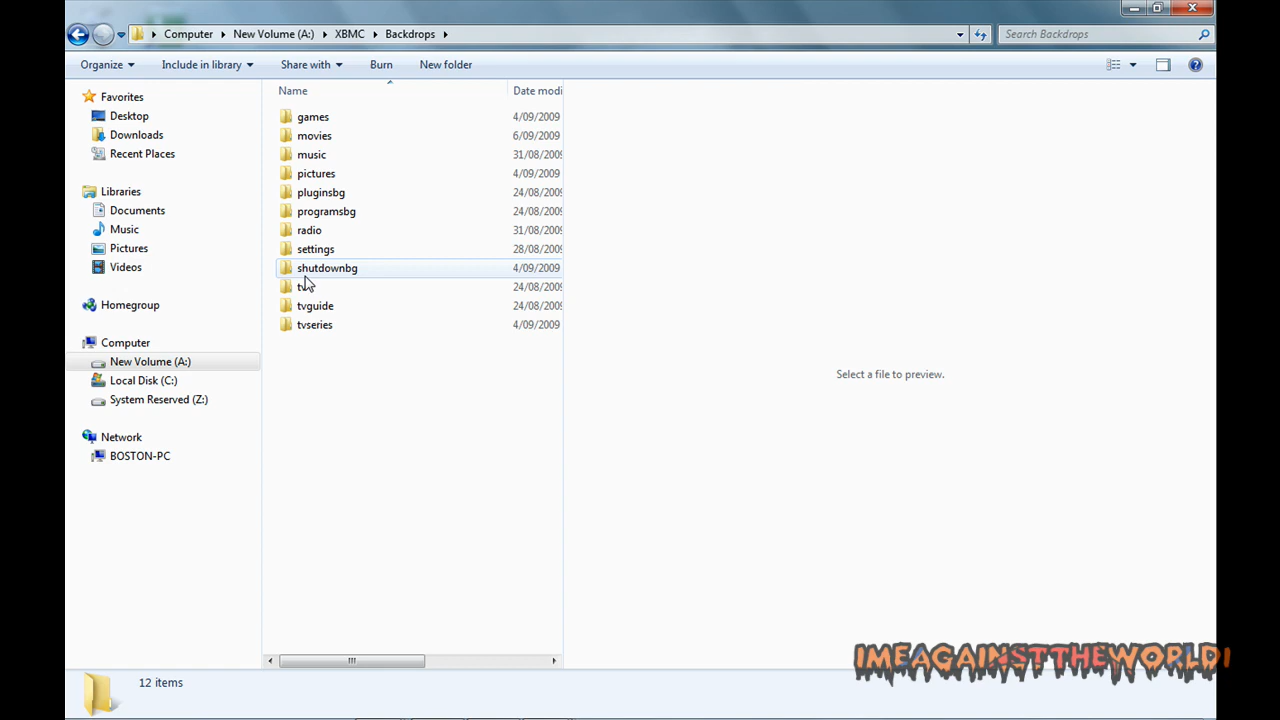 Computer New Volume (A:) XBMC Backdrops Search Backdrops
Organize Include in library Share with Burn New folder
Favorites
Desktop
Downloads
Recent Places
Libraries
Documents
Music
Pictures
Videos
Homegroup
Computer
New Volume (A:)
Local Disk (C:)
System Reserved (Z:)
Network
BOSTON-PC
Name Date modi
games 4/09/2009
movies 6/09/2009
music 31/08/2009
pictures 4/09/2009
pluginsbg 24/08/2009
programsbg 24/08/2009
radio 31/08/2009
settings 28/08/2009
shutdownbg 4/09/2009
24/08/2009
tvguide 24/08/2009
tvseries 4/09/2009
Select a file to preview.
12 items
IMEAGAINSTTHEWORLDI